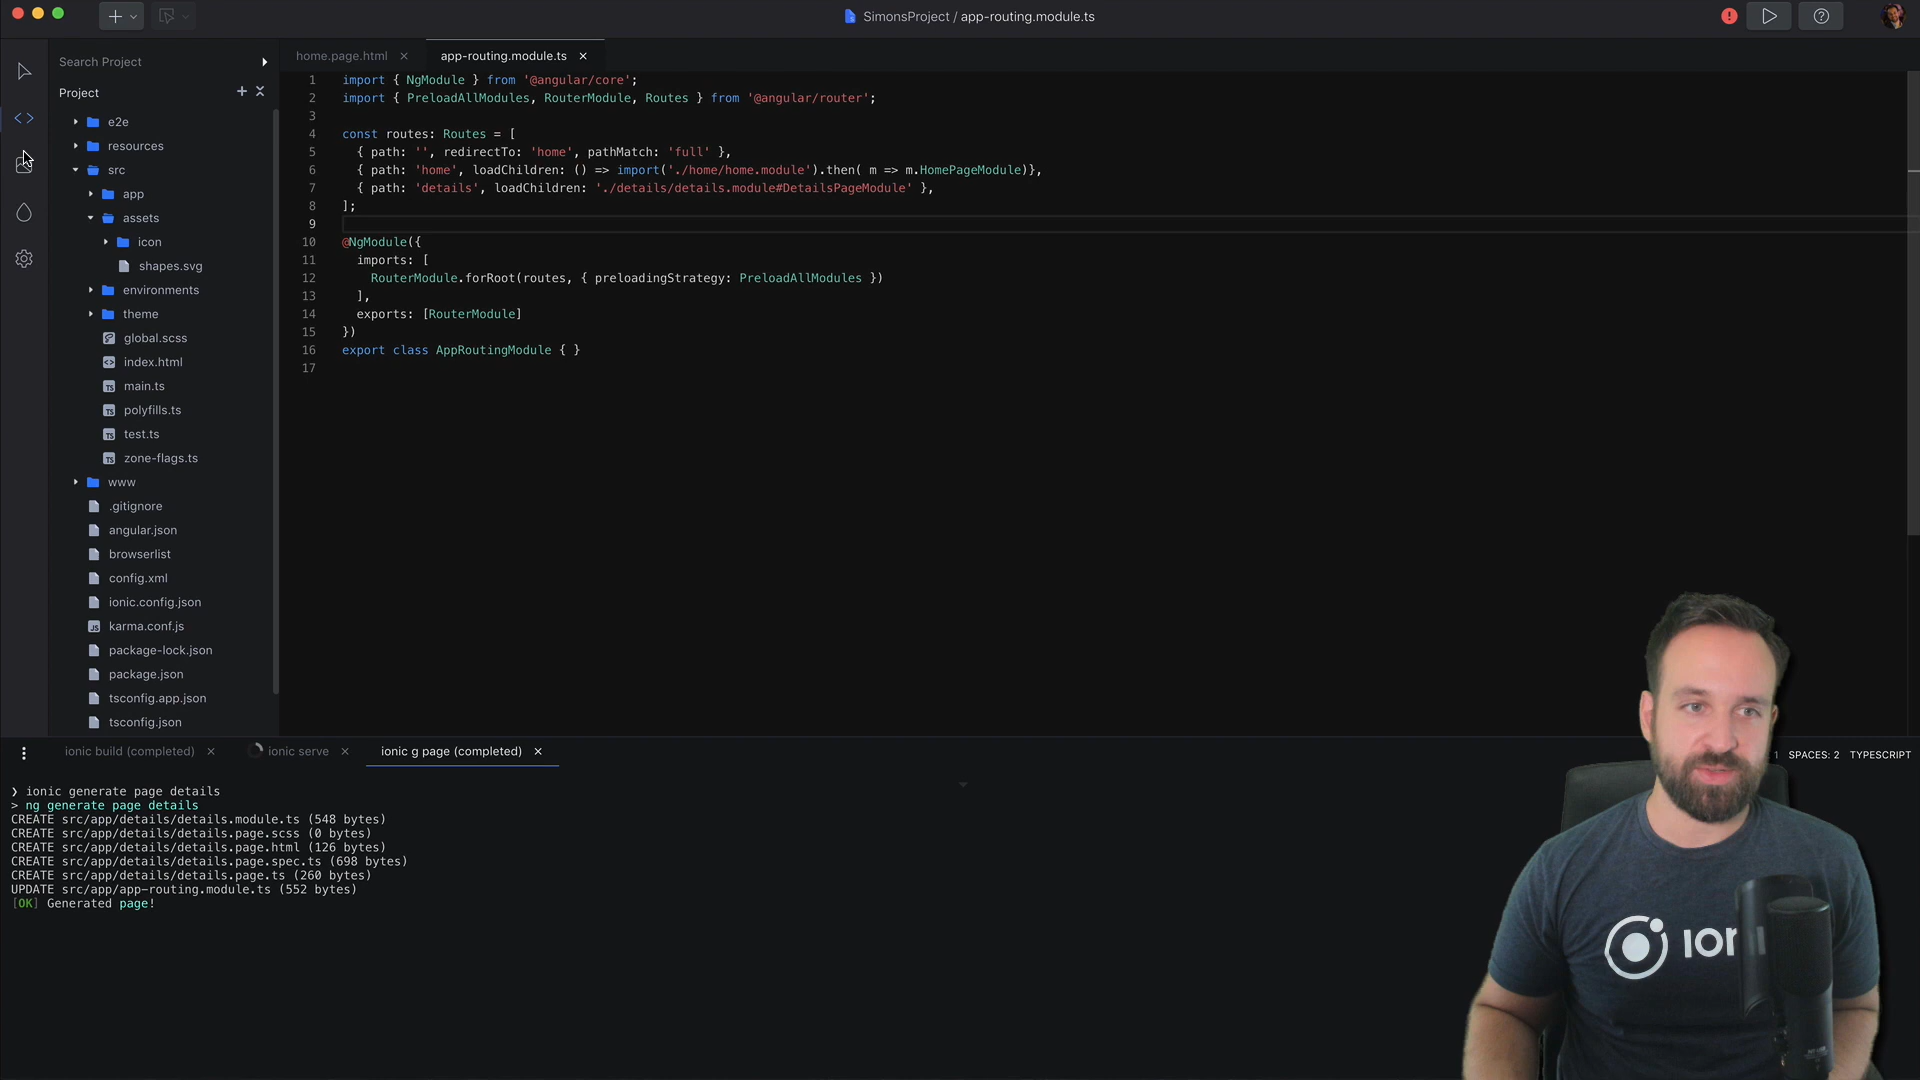 SimonsProject / app-routing.module.ts
Search Project
Project
e2e
resources
src
app
assets
icon
shapes.svg
environments
theme
global.scss
index.html
main.ts
polyfills.ts
test.ts
zone-flags.ts
www
.gitignore
angular.json
browserlist
config.xml
ionic.config.json
karma.conf.js
package-lock.json
package.json
tsconfig.app.json
tsconfig.json
home.page.html
app-routing.module.ts
1 import { NgModule } from '@angular/core';
2 import { PreloadAllModules, RouterModule, Routes } from '@angular/router';
3
4 const routes: Routes = [
5 { path: '', redirectTo: 'home', pathMatch: 'full' },
6 { path: 'home', loadChildren: () => import('./home/home.module').then( m => m.HomePageModule)},
7 { path: 'details', loadChildren: './details/details.module#DetailsPageModule' },
8 ];
9
10 @NgModule({
11 imports: [
12 RouterModule.forRoot(routes, { preloadingStrategy: PreloadAllModules })
13 ],
14 exports: [RouterModule]
15 })
16 export class AppRoutingModule { }
17
ionic build (completed)
ionic serve
ionic g page (completed)
1 SPACES: 2 TYPESCRIPT
❯ ionic generate page details
> ng generate page details
CREATE src/app/details/details.module.ts (548 bytes)
CREATE src/app/details/details.page.scss (0 bytes)
CREATE src/app/details/details.page.html (126 bytes)
CREATE src/app/details/details.page.spec.ts (698 bytes)
CREATE src/app/details/details.page.ts (260 bytes)
UPDATE src/app/app-routing.module.ts (552 bytes)
[OK] Generated page!